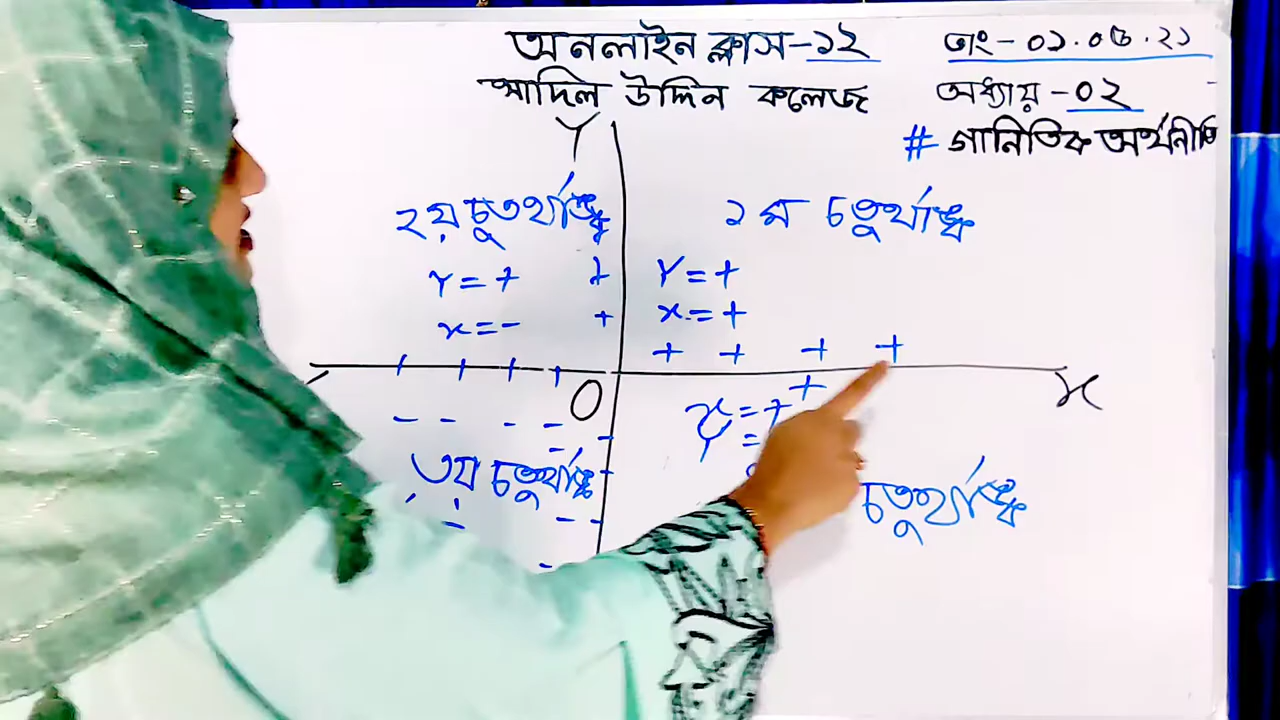 অনলাইন ক্লাস-১২
তাং-০১.০৫.২১
আদিল উদ্দিন কলেজ
অধ্যায়-০২
# গানিতিক অর্থনীতি
Y
২য় চতুর্থাঙ্ক
১ম চতুর্থাঙ্ক
Y = + +
Y = +
x = - +
x = +
+ + + +
O
x
+
x = +
- - - -
Y =
৩য় চতুর্থাঙ্ক
চতুর্থাঙ্ক